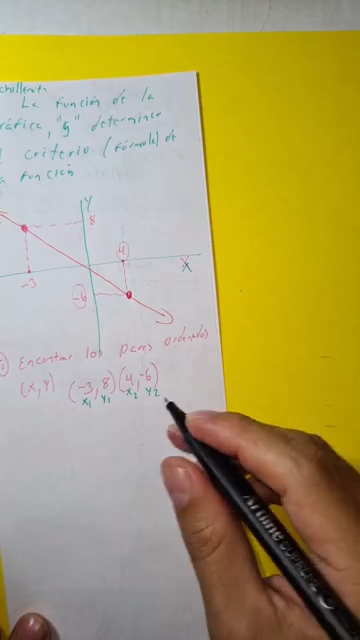 La función de la
gráfica, "g" determinar
criterio (fórmula) de
función
Y
8
4
X
-3
-6
Encontrar los pares ordenados
(x,y) (-3,8) (4,-6)
x1 y1 x2 y2
Artline